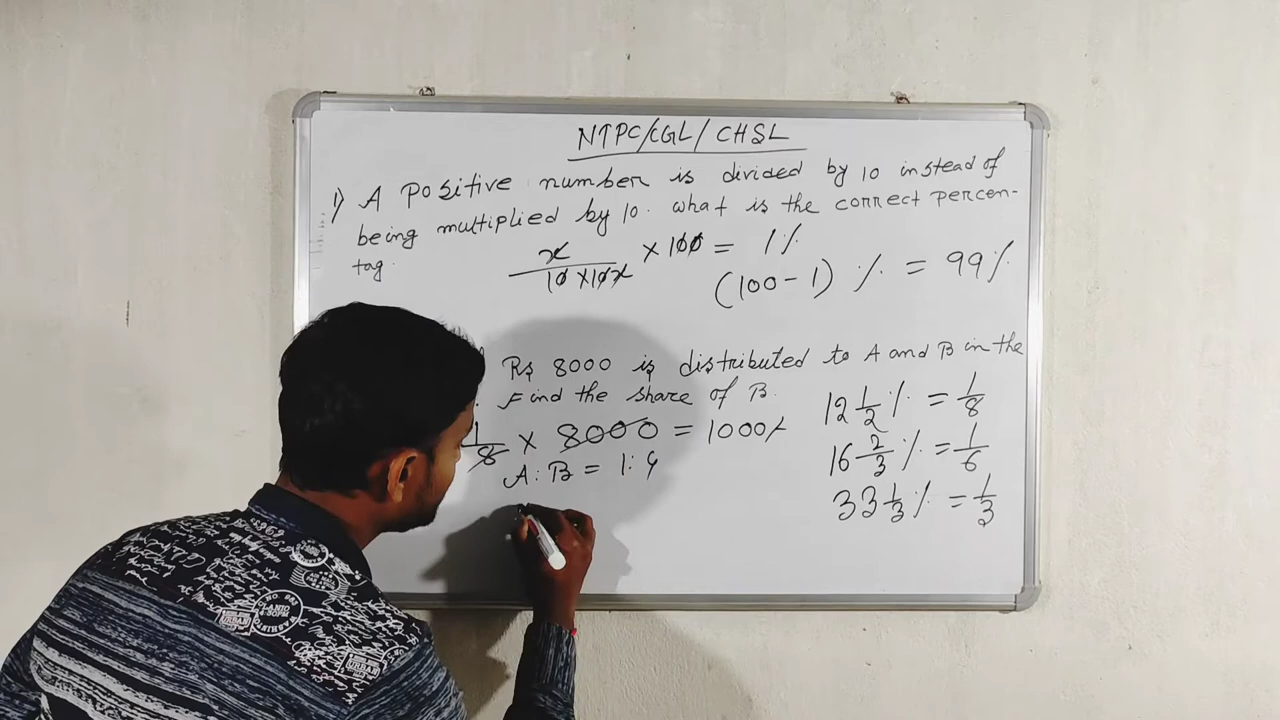 NTPC/CGL/CHSL
1) A Positive number is divided by 10 instead of
being multiplied by 10. what is the correct percen-
tag.
x / 10 × 10x × 100 = 1%
(100 - 1) % = 99%
Rs 8000 is distributed to A and B in the
Find the share of B.
1/8 × 8000 = 1000/-
A : B = 1 : 4
12 1/2 % = 1/8
16 2/3 % = 1/6
33 1/3 % = 1/3
URBAN
URBAN